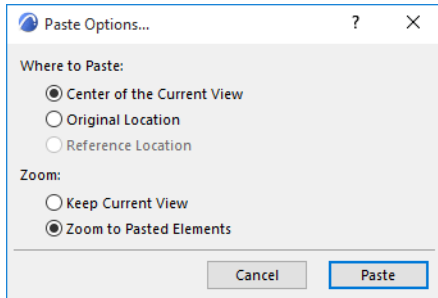 Paste Options...
?
Where to Paste:
Center of the Current View
Original Location
Reference Location
Zoom:
Keep Current View
Zoom to Pasted Elements
Cancel Paste